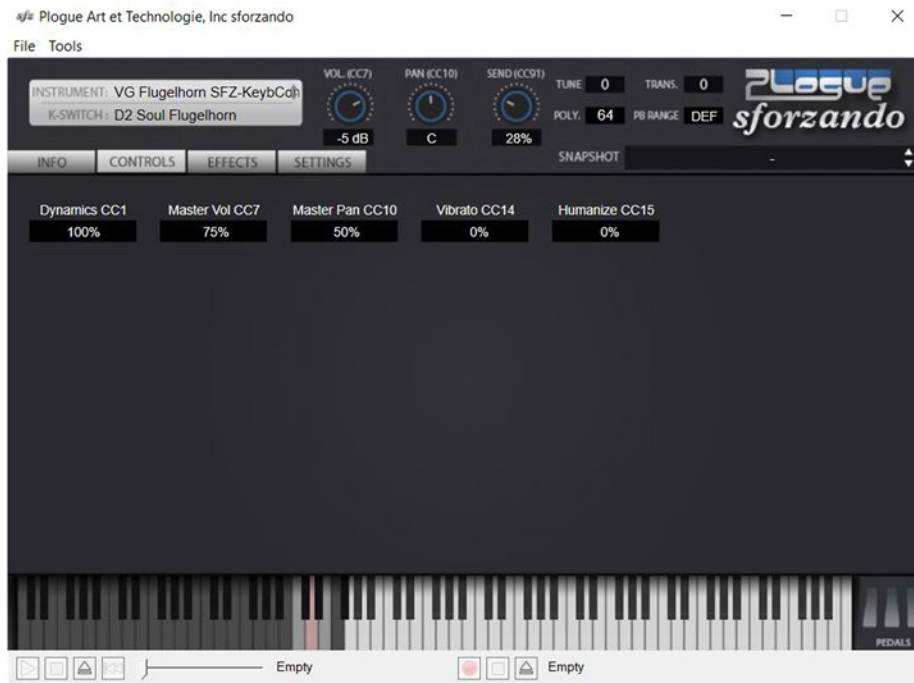 sfz Plogue Art et Technologie, Inc sforzando
File Tools
VOL. (CC7) PAN (CC10) SEND (CC91)
INSTRUMENT: VG Flugelhorn SFZ-KeybCon
K-SWITCH: D2 Soul Flugelhorn
TUNE 0 TRANS. 0
POLY. 64 PB RANGE DEF
-5 dB C 28%
PLOGUE
sforzando
INFO CONTROLS EFFECTS SETTINGS
SNAPSHOT -
Dynamics CC1 Master Vol CC7 Master Pan CC10 Vibrato CC14 Humanize CC15
100% 75% 50% 0% 0%
PEDALS
Empty Empty